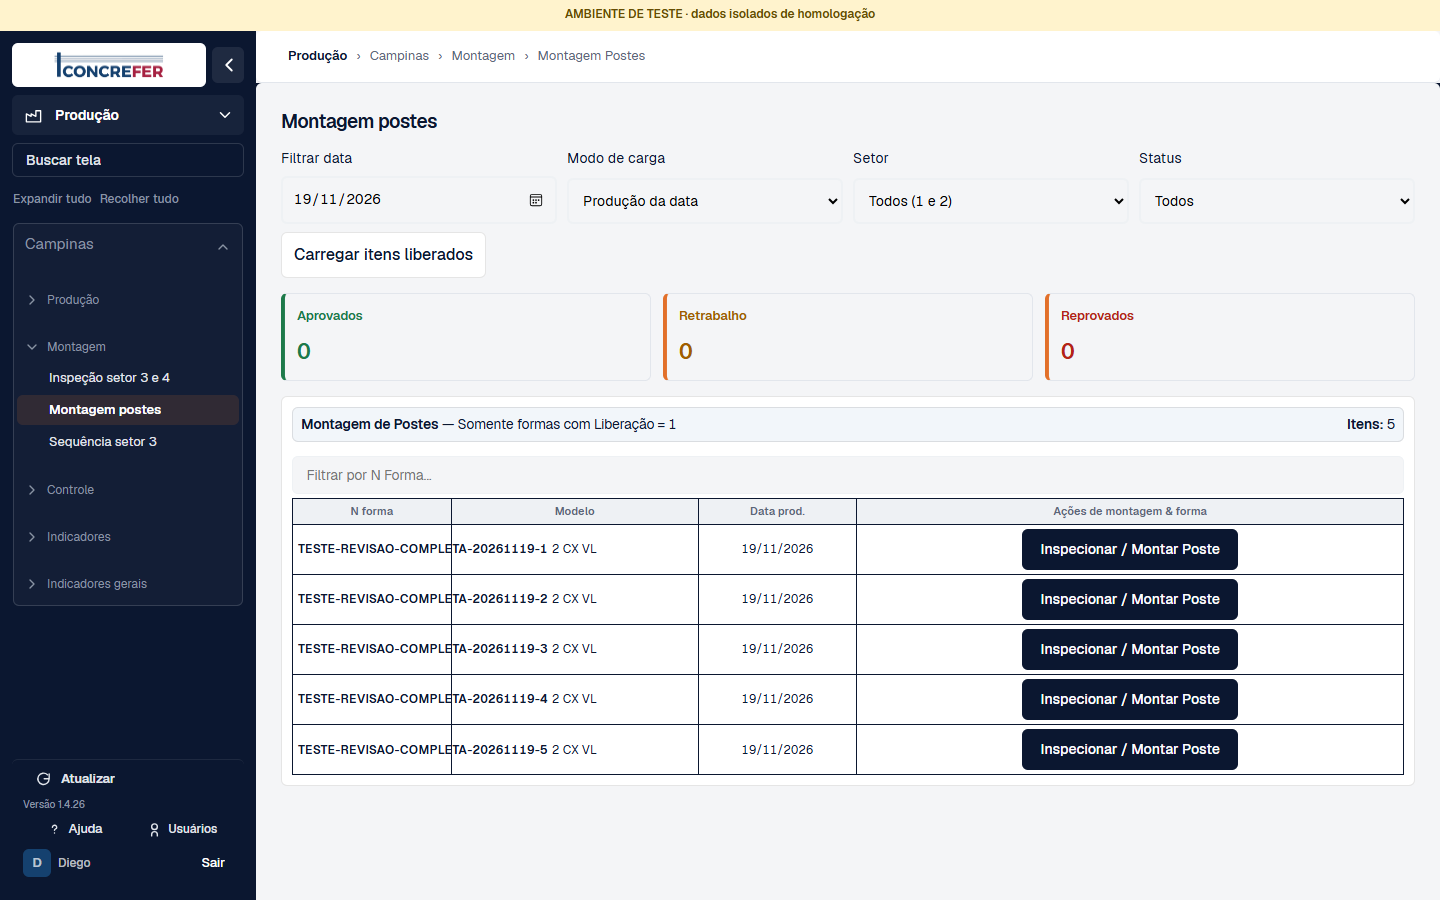 AMBIENTE DE TESTE · dados isolados de homologação
CONCREFER
Produção
Buscar tela
Expandir tudo Recolher tudo
Campinas
Produção
Montagem
Inspeção setor 3 e 4
Montagem postes
Sequência setor 3
Controle
Indicadores
Indicadores gerais
Atualizar
Versão 1.4.26
? Ajuda Usuários
D Diego Sair
Produção › Campinas › Montagem › Montagem Postes
Montagem postes
Filtrar data Modo de carga Setor Status
19/11/2026 Produção da data Todos (1 e 2) Todos
Carregar itens liberados
Aprovados Retrabalho Reprovados
0 0 0
Montagem de Postes — Somente formas com Liberação = 1 Itens: 5
Filtrar por N Forma...
N forma Modelo Data prod. Ações de montagem & forma
TESTE-REVISAO-COMPLETA-20261119-1 2 CX VL 19/11/2026 Inspecionar / Montar Poste
TESTE-REVISAO-COMPLETA-20261119-2 2 CX VL 19/11/2026 Inspecionar / Montar Poste
TESTE-REVISAO-COMPLETA-20261119-3 2 CX VL 19/11/2026 Inspecionar / Montar Poste
TESTE-REVISAO-COMPLETA-20261119-4 2 CX VL 19/11/2026 Inspecionar / Montar Poste
TESTE-REVISAO-COMPLETA-20261119-5 2 CX VL 19/11/2026 Inspecionar / Montar Poste